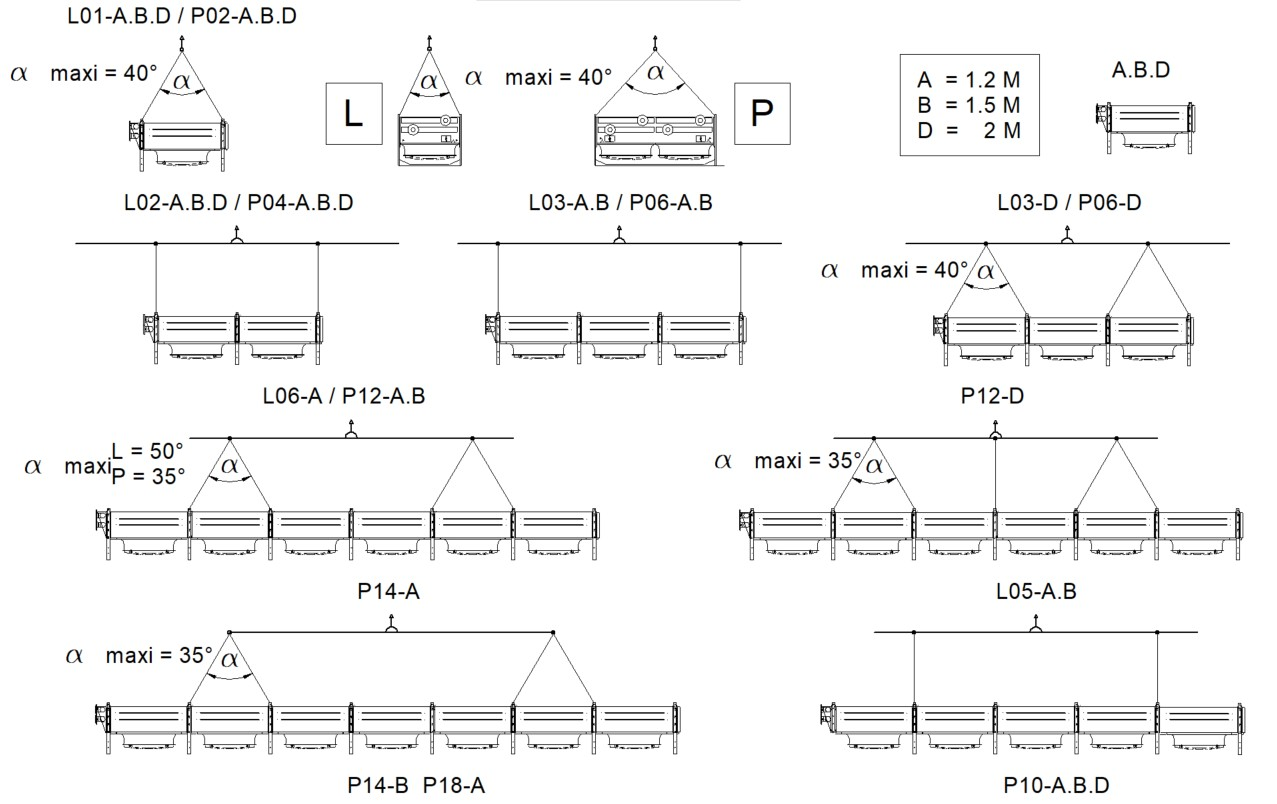 L01-A.B.D / P02-A.B.D
α maxi = 40° α
L
α α maxi = 40° α
P
A = 1.2 M
B = 1.5 M
D = 2 M
A.B.D
L02-A.B.D / P04-A.B.D
L03-A.B / P06-A.B
L03-D / P06-D
α maxi = 40° α
L06-A / P12-A.B
P12-D
α maxi L = 50°
P = 35°
α
α maxi = 35° α
P14-A
L05-A.B
α maxi = 35° α
P14-B P18-A
P10-A.B.D